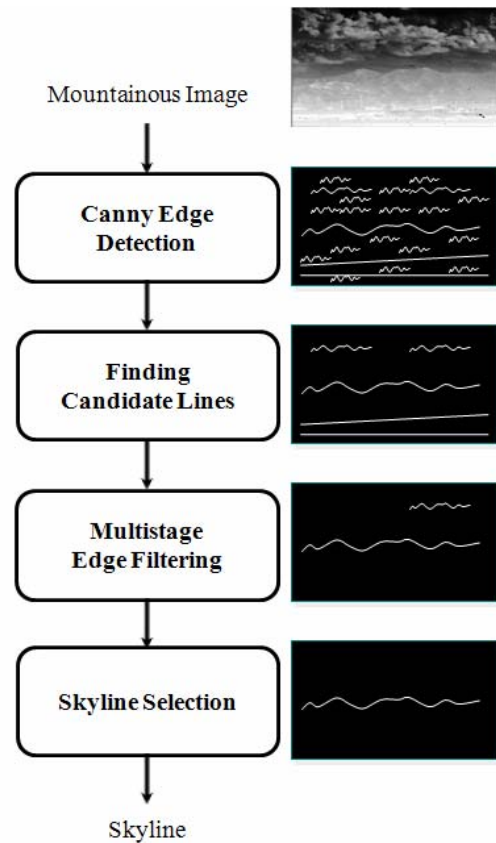 Mountainous Image
Canny Edge
Detection
Finding
Candidate Lines
Multistage
Edge Filtering
Skyline Selection
Skyline